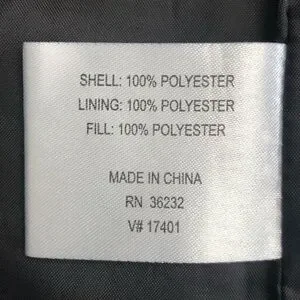 SHELL: 100% POLYESTER
LINING: 100% POLYESTER
FILL: 100% POLYESTER
MADE IN CHINA
RN 36232
V# 17401